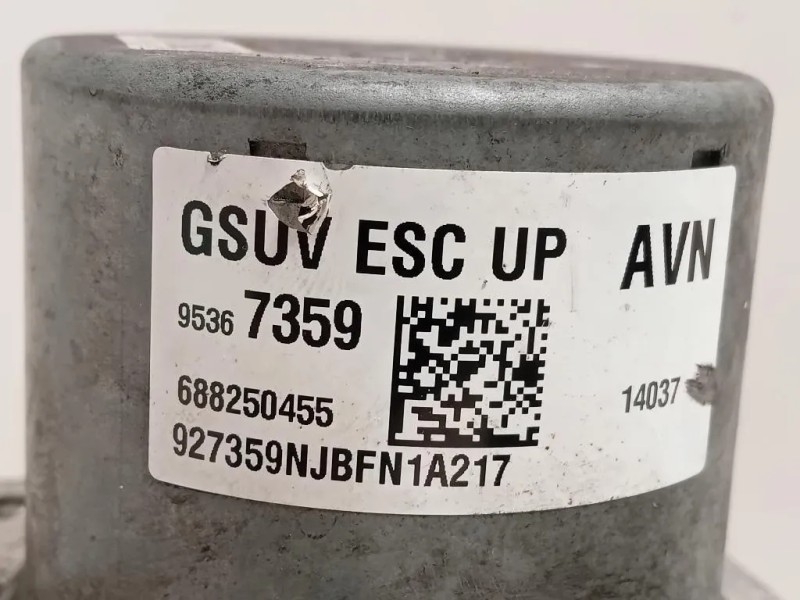 GSUV ESC UP AVN
9536 7359
688250455 14037
927359NJBFN1A217